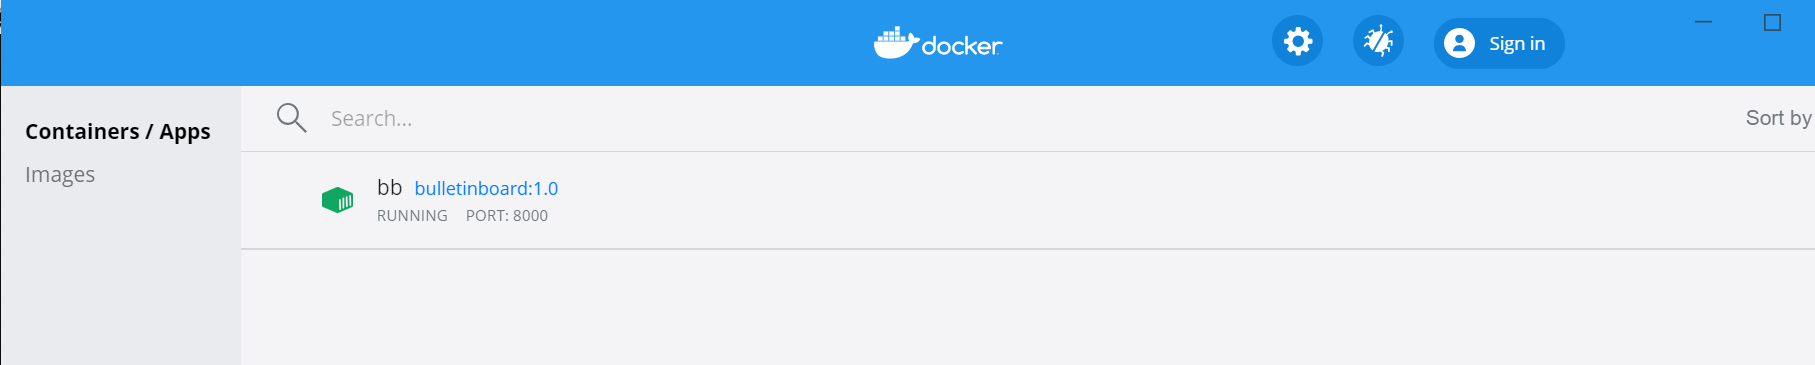 docker
Sign in
Containers / Apps
Images
Search...
Sort by
bb bulletinboard:1.0
RUNNING PORT: 8000